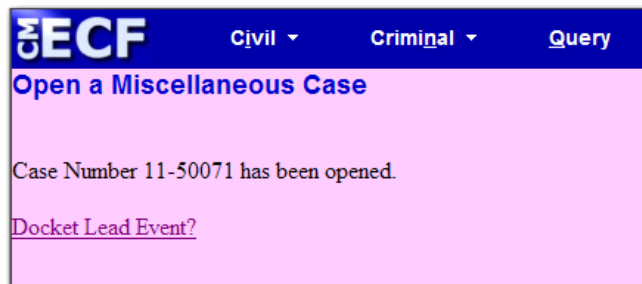 CM ECF Civil Criminal Query
Open a Miscellaneous Case
Case Number 11-50071 has been opened.
Docket Lead Event?